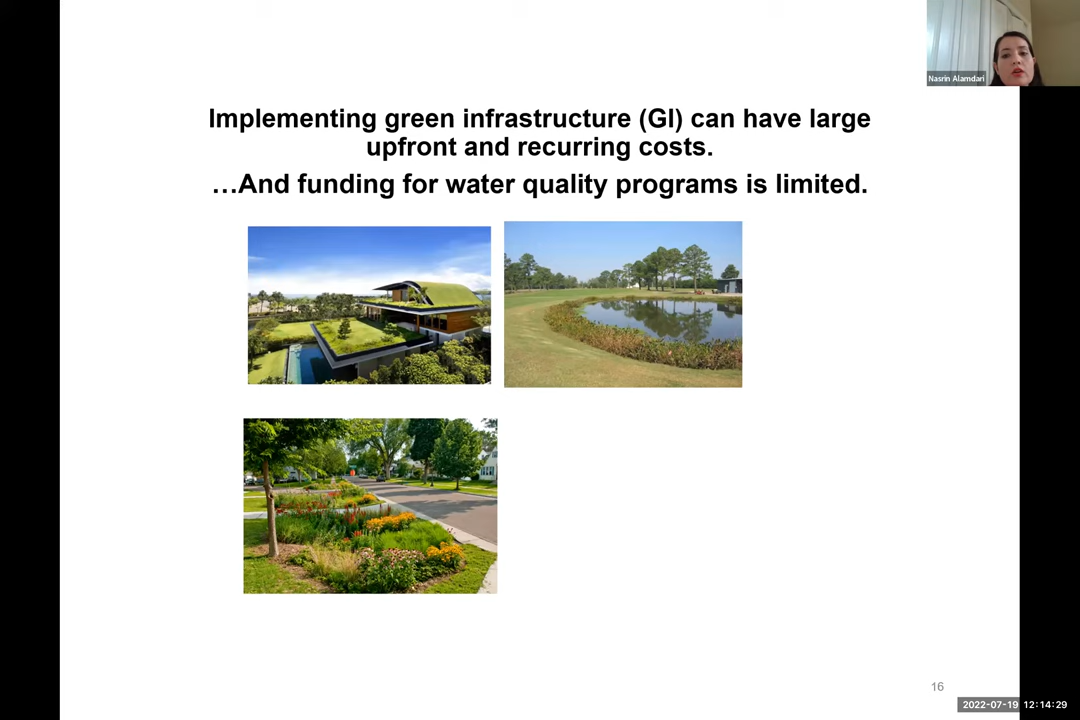 Nasrin Alamdari
Implementing green infrastructure (GI) can have large
upfront and recurring costs.
…And funding for water quality programs is limited.
16
2022-07-19 12:14:29